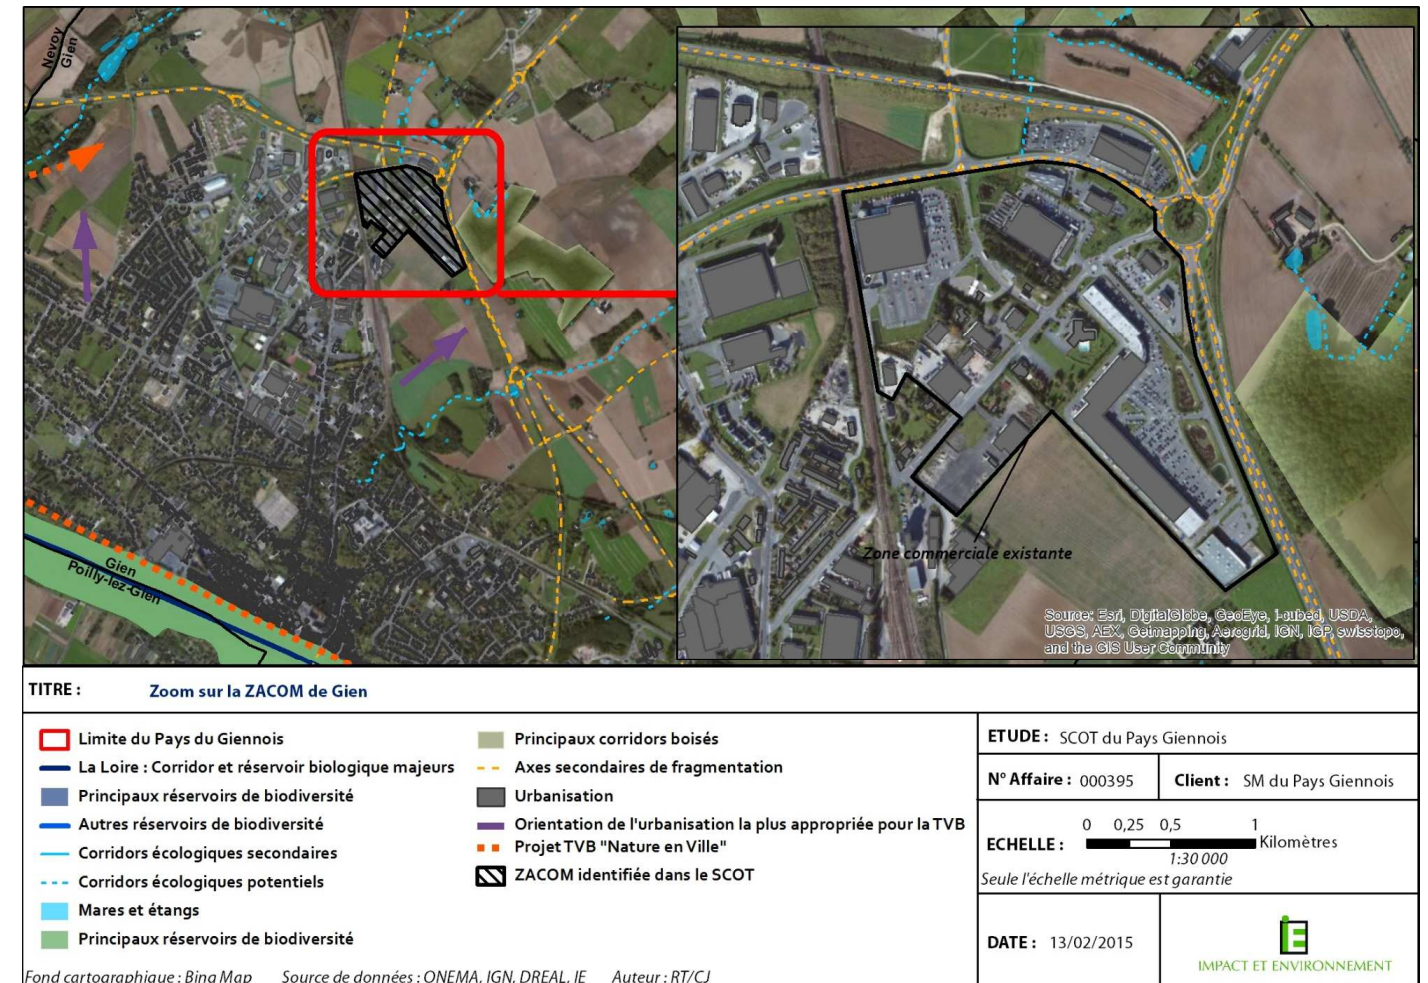 Nevoy
Gien
Gien
Poilly-lez-Gien
Zone commerciale existante
Source: Esri, DigitalGlobe, GeoEye, i-cubed, USDA,
USGS, AEX, Getmapping, Aerogrid, IGN, IGP, swisstopo,
and the GIS User Community
TITRE : Zoom sur la ZACOM de Gien
Limite du Pays du Giennois
La Loire : Corridor et réservoir biologique majeurs
Principaux réservoirs de biodiversité
Autres réservoirs de biodiversité
Corridors écologiques secondaires
Corridors écologiques potentiels
Mares et étangs
Principaux réservoirs de biodiversité
Principaux corridors boisés
Axes secondaires de fragmentation
Urbanisation
Orientation de l'urbanisation la plus appropriée pour la TVB
Projet TVB "Nature en Ville"
ZACOM identifiée dans le SCOT
ETUDE : SCOT du Pays Giennois
N° Affaire : 000395
Client : SM du Pays Giennois
ECHELLE :
0 0,25 0,5 1
Kilomètres
1:30 000
Seule l'échelle métrique est garantie
DATE : 13/02/2015
IE
IMPACT ET ENVIRONNEMENT
Fond cartographique : Bing Map Source de données : ONEMA, IGN, DREAL, IE Auteur : RT/CJ